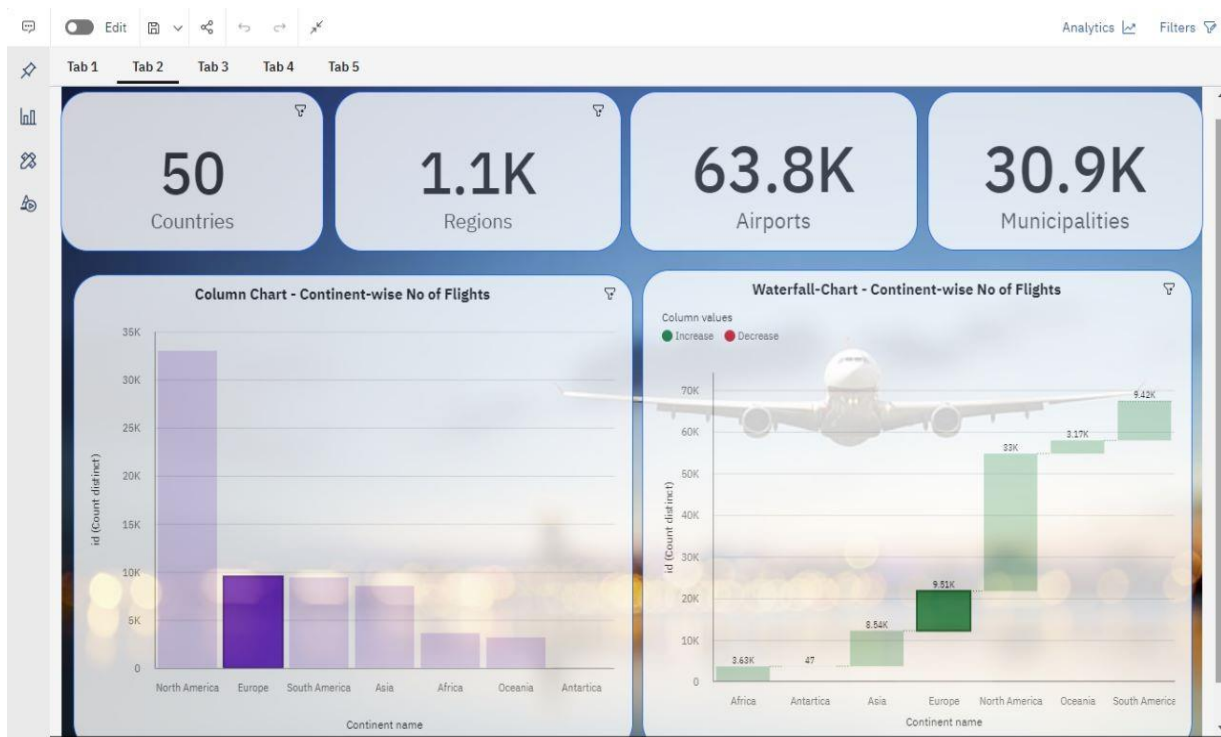 Edit
Analytics
Filters
Tab 1 Tab 2 Tab 3 Tab 4 Tab 5
50
Countries
1.1K
Regions
63.8K
Airports
30.9K
Municipalities
Column Chart - Continent-wise No of Flights
35K
30K
25K
20K
15K
10K
5K
0
id (Count distinct)
North America Europe South America Asia Africa Oceania Antartica
Continent name
Waterfall-Chart - Continent-wise No of Flights
Column values
Increase Decrease
70K
60K
50K
40K
30K
20K
10K
0
id (Count distinct)
3.63K
47
8.54K
9.51K
33K
3.17K
9.42K
Africa Antartica Asia Europe North America Oceania South America
Continent name